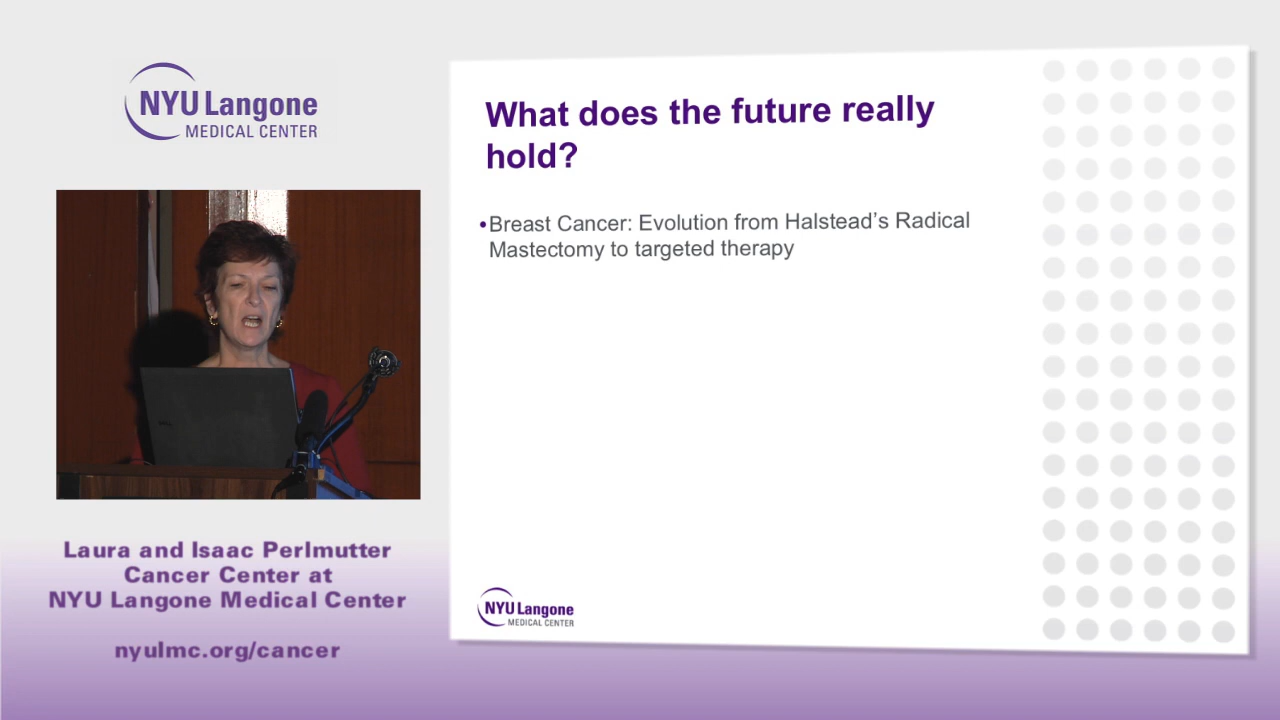 NYU Langone
MEDICAL CENTER
Laura and Isaac Perlmutter
Cancer Center at
NYU Langone Medical Center
nyulmc.org/cancer
What does the future really
hold?
•Breast Cancer: Evolution from Halstead's Radical
Mastectomy to targeted therapy
NYU Langone
MEDICAL CENTER